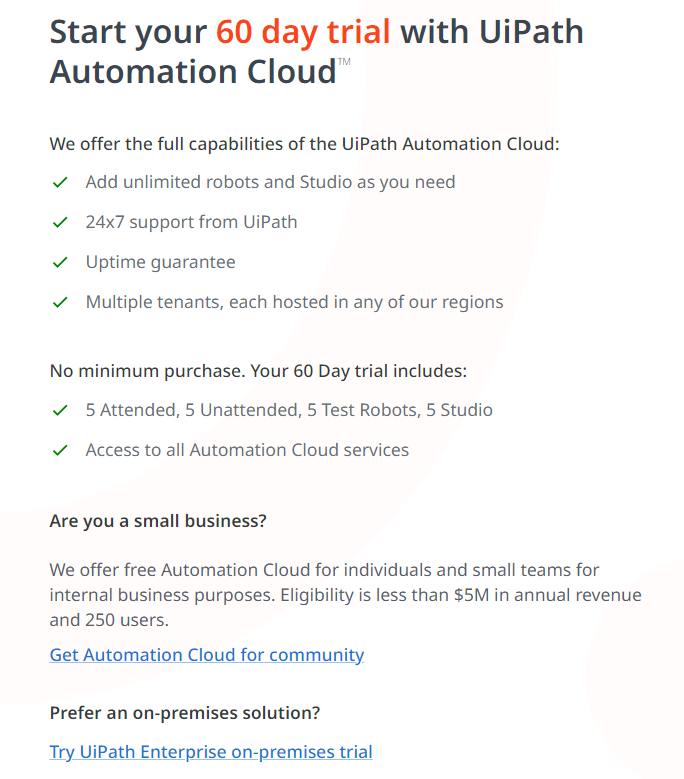 Start your 60 day trial with UiPath
Automation Cloud™
We offer the full capabilities of the UiPath Automation Cloud:
Add unlimited robots and Studio as you need
24x7 support from UiPath
Uptime guarantee
Multiple tenants, each hosted in any of our regions
No minimum purchase. Your 60 Day trial includes:
5 Attended, 5 Unattended, 5 Test Robots, 5 Studio
Access to all Automation Cloud services
Are you a small business?
We offer free Automation Cloud for individuals and small teams for
internal business purposes. Eligibility is less than $5M in annual revenue
and 250 users.
Get Automation Cloud for community
Prefer an on-premises solution?
Try UiPath Enterprise on-premises trial